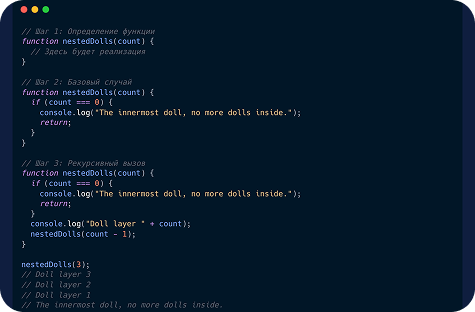 // Шаг 1: Определение функции
function nestedDolls(count) {
  // Здесь будет реализация
}

// Шаг 2: Базовый случай
function nestedDolls(count) {
  if (count === 0) {
    console.log("The innermost doll, no more dolls inside.");
    return;
  }
}

// Шаг 3: Рекурсивный вызов
function nestedDolls(count) {
  if (count === 0) {
    console.log("The innermost doll, no more dolls inside.");
    return;
  }
  console.log("Doll layer " + count);
  nestedDolls(count - 1);
}

nestedDolls(3);
// Doll layer 3
// Doll layer 2
// Doll layer 1
// The innermost doll, no more dolls inside.